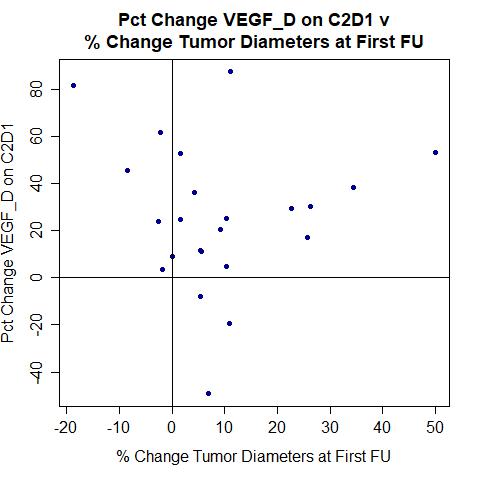 Pct Change VEGF_D on C2D1 v
% Change Tumor Diameters at First FU
Pct Change VEGF_D on C2D1
80
60
40
20
0
-20
-40
-20 -10 0 10 20 30 40 50
% Change Tumor Diameters at First FU